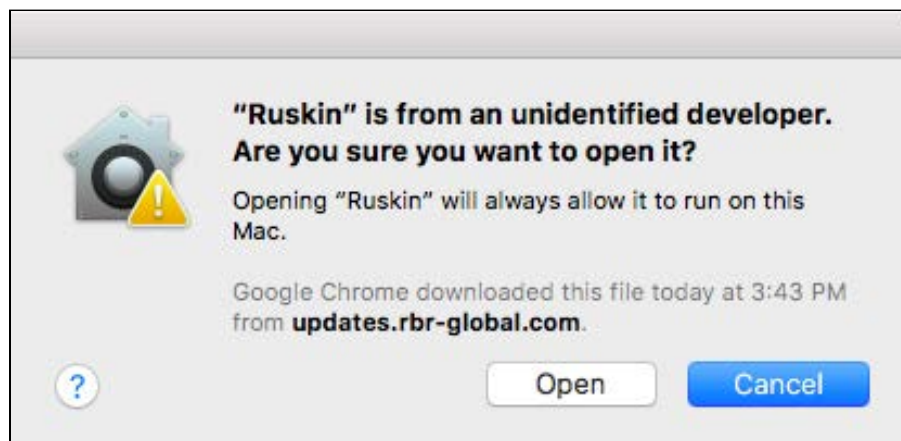 “Ruskin” is from an unidentified developer.
Are you sure you want to open it?
Opening “Ruskin” will always allow it to run on this
Mac.
Google Chrome downloaded this file today at 3:43 PM
from updates.rbr-global.com.
?
Open
Cancel